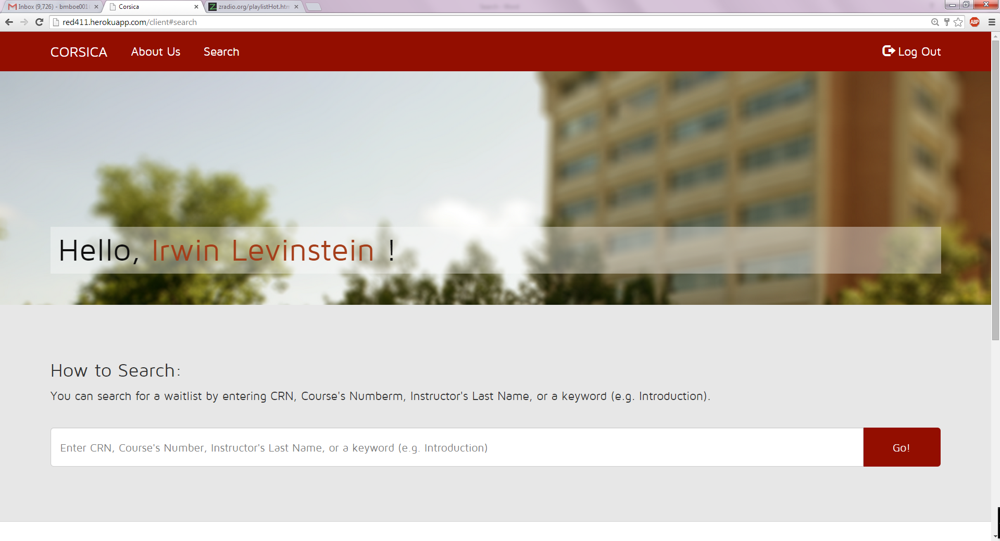 Inbox (9,726) - bmboe001
Corsica
zradio.org/playlistHot.htm
red411.herokuapp.com/client#search
ABP
CORSICA
About Us
Search
Log Out
Hello, Irwin Levinstein !
How to Search:
You can search for a waitlist by entering CRN, Course's Numberm, Instructor's Last Name, or a keyword (e.g. Introduction).
Enter CRN, Course's Number, Instructor's Last Name, or a keyword (e.g. Introduction)
Go!